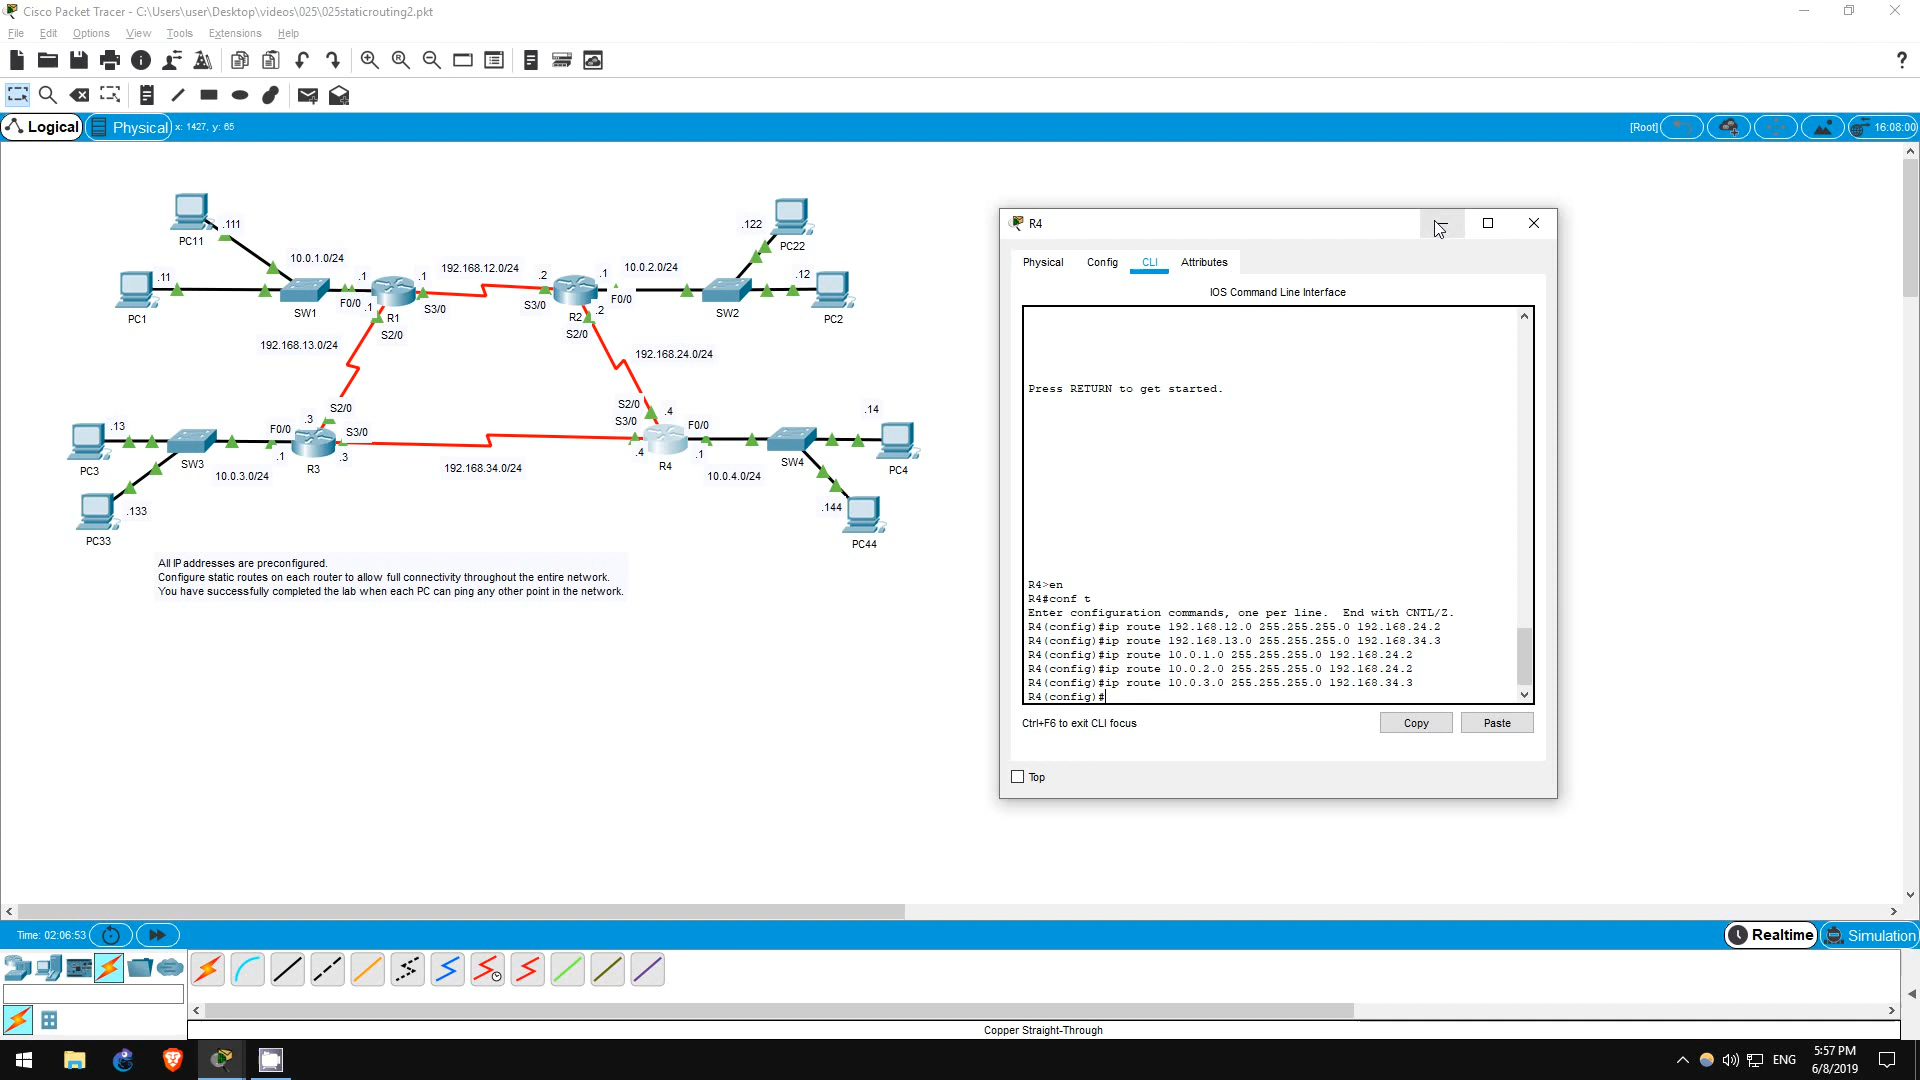 Cisco Packet Tracer - C:\Users\user\Desktop\videos\025\025staticrouting2.pkt
File Edit Options View Tools Extensions Help
?
Logical Physical x: 1427, y: 65 [Root] 16:08:00
PC11 .111
PC1 .11
10.0.1.0/24
SW1
F0/0 .1
.1
R1
.1 S3/0
S2/0
192.168.12.0/24
.2 S3/0
R2
.1 F0/0
.2
S2/0
10.0.2.0/24
SW2
.122 PC22
.12 PC2
192.168.13.0/24
192.168.24.0/24
S2/0
.3
F0/0
.1
R3
S3/0
.3
PC3 .13
SW3
10.0.3.0/24
PC33 .133
192.168.34.0/24
S2/0
S3/0
.4
.4
R4
F0/0
.1
10.0.4.0/24
SW4
.14
PC4
.144
PC44
All IP addresses are preconfigured.
Configure static routes on each router to allow full connectivity throughout the entire network.
You have successfully completed the lab when each PC can ping any other point in the network.
R4
Physical Config CLI Attributes
IOS Command Line Interface
Press RETURN to get started.
R4>en
R4#conf t
Enter configuration commands, one per line.  End with CNTL/Z.
R4(config)#ip route 192.168.12.0 255.255.255.0 192.168.24.2
R4(config)#ip route 192.168.13.0 255.255.255.0 192.168.34.3
R4(config)#ip route 10.0.1.0 255.255.255.0 192.168.24.2
R4(config)#ip route 10.0.2.0 255.255.255.0 192.168.24.2
R4(config)#ip route 10.0.3.0 255.255.255.0 192.168.34.3
R4(config)#
Ctrl+F6 to exit CLI focus Copy Paste
Top
Time: 02:06:53 Realtime Simulation
Copper Straight-Through
ENG
5:57 PM
6/8/2019